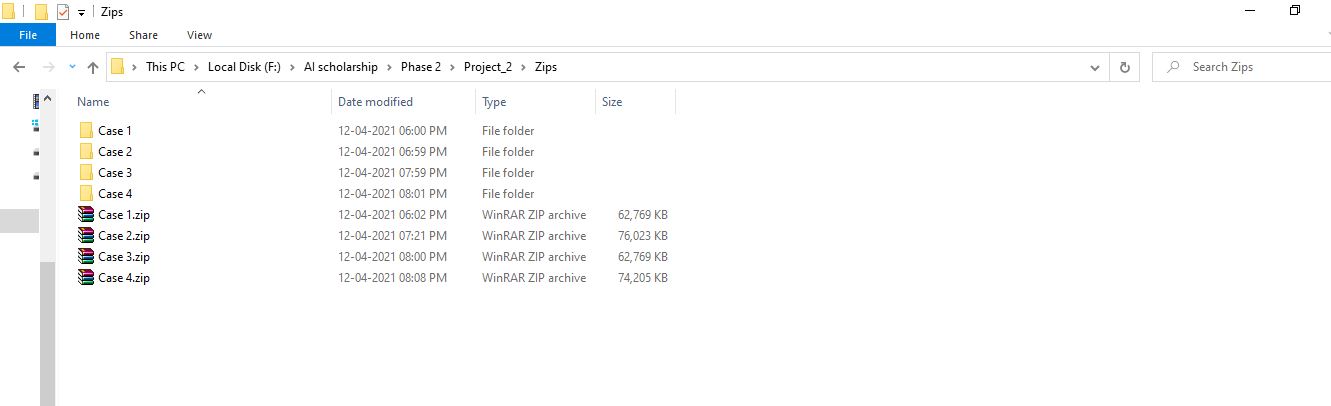 Zips
File Home Share View
This PC Local Disk (F:) AI scholarship Phase 2 Project_2 Zips Search Zips
Name Date modified Type Size
Case 1 12-04-2021 06:00 PM File folder
Case 2 12-04-2021 06:59 PM File folder
Case 3 12-04-2021 07:59 PM File folder
Case 4 12-04-2021 08:01 PM File folder
Case 1.zip 12-04-2021 06:02 PM WinRAR ZIP archive 62,769 KB
Case 2.zip 12-04-2021 07:21 PM WinRAR ZIP archive 76,023 KB
Case 3.zip 12-04-2021 08:00 PM WinRAR ZIP archive 62,769 KB
Case 4.zip 12-04-2021 08:08 PM WinRAR ZIP archive 74,205 KB